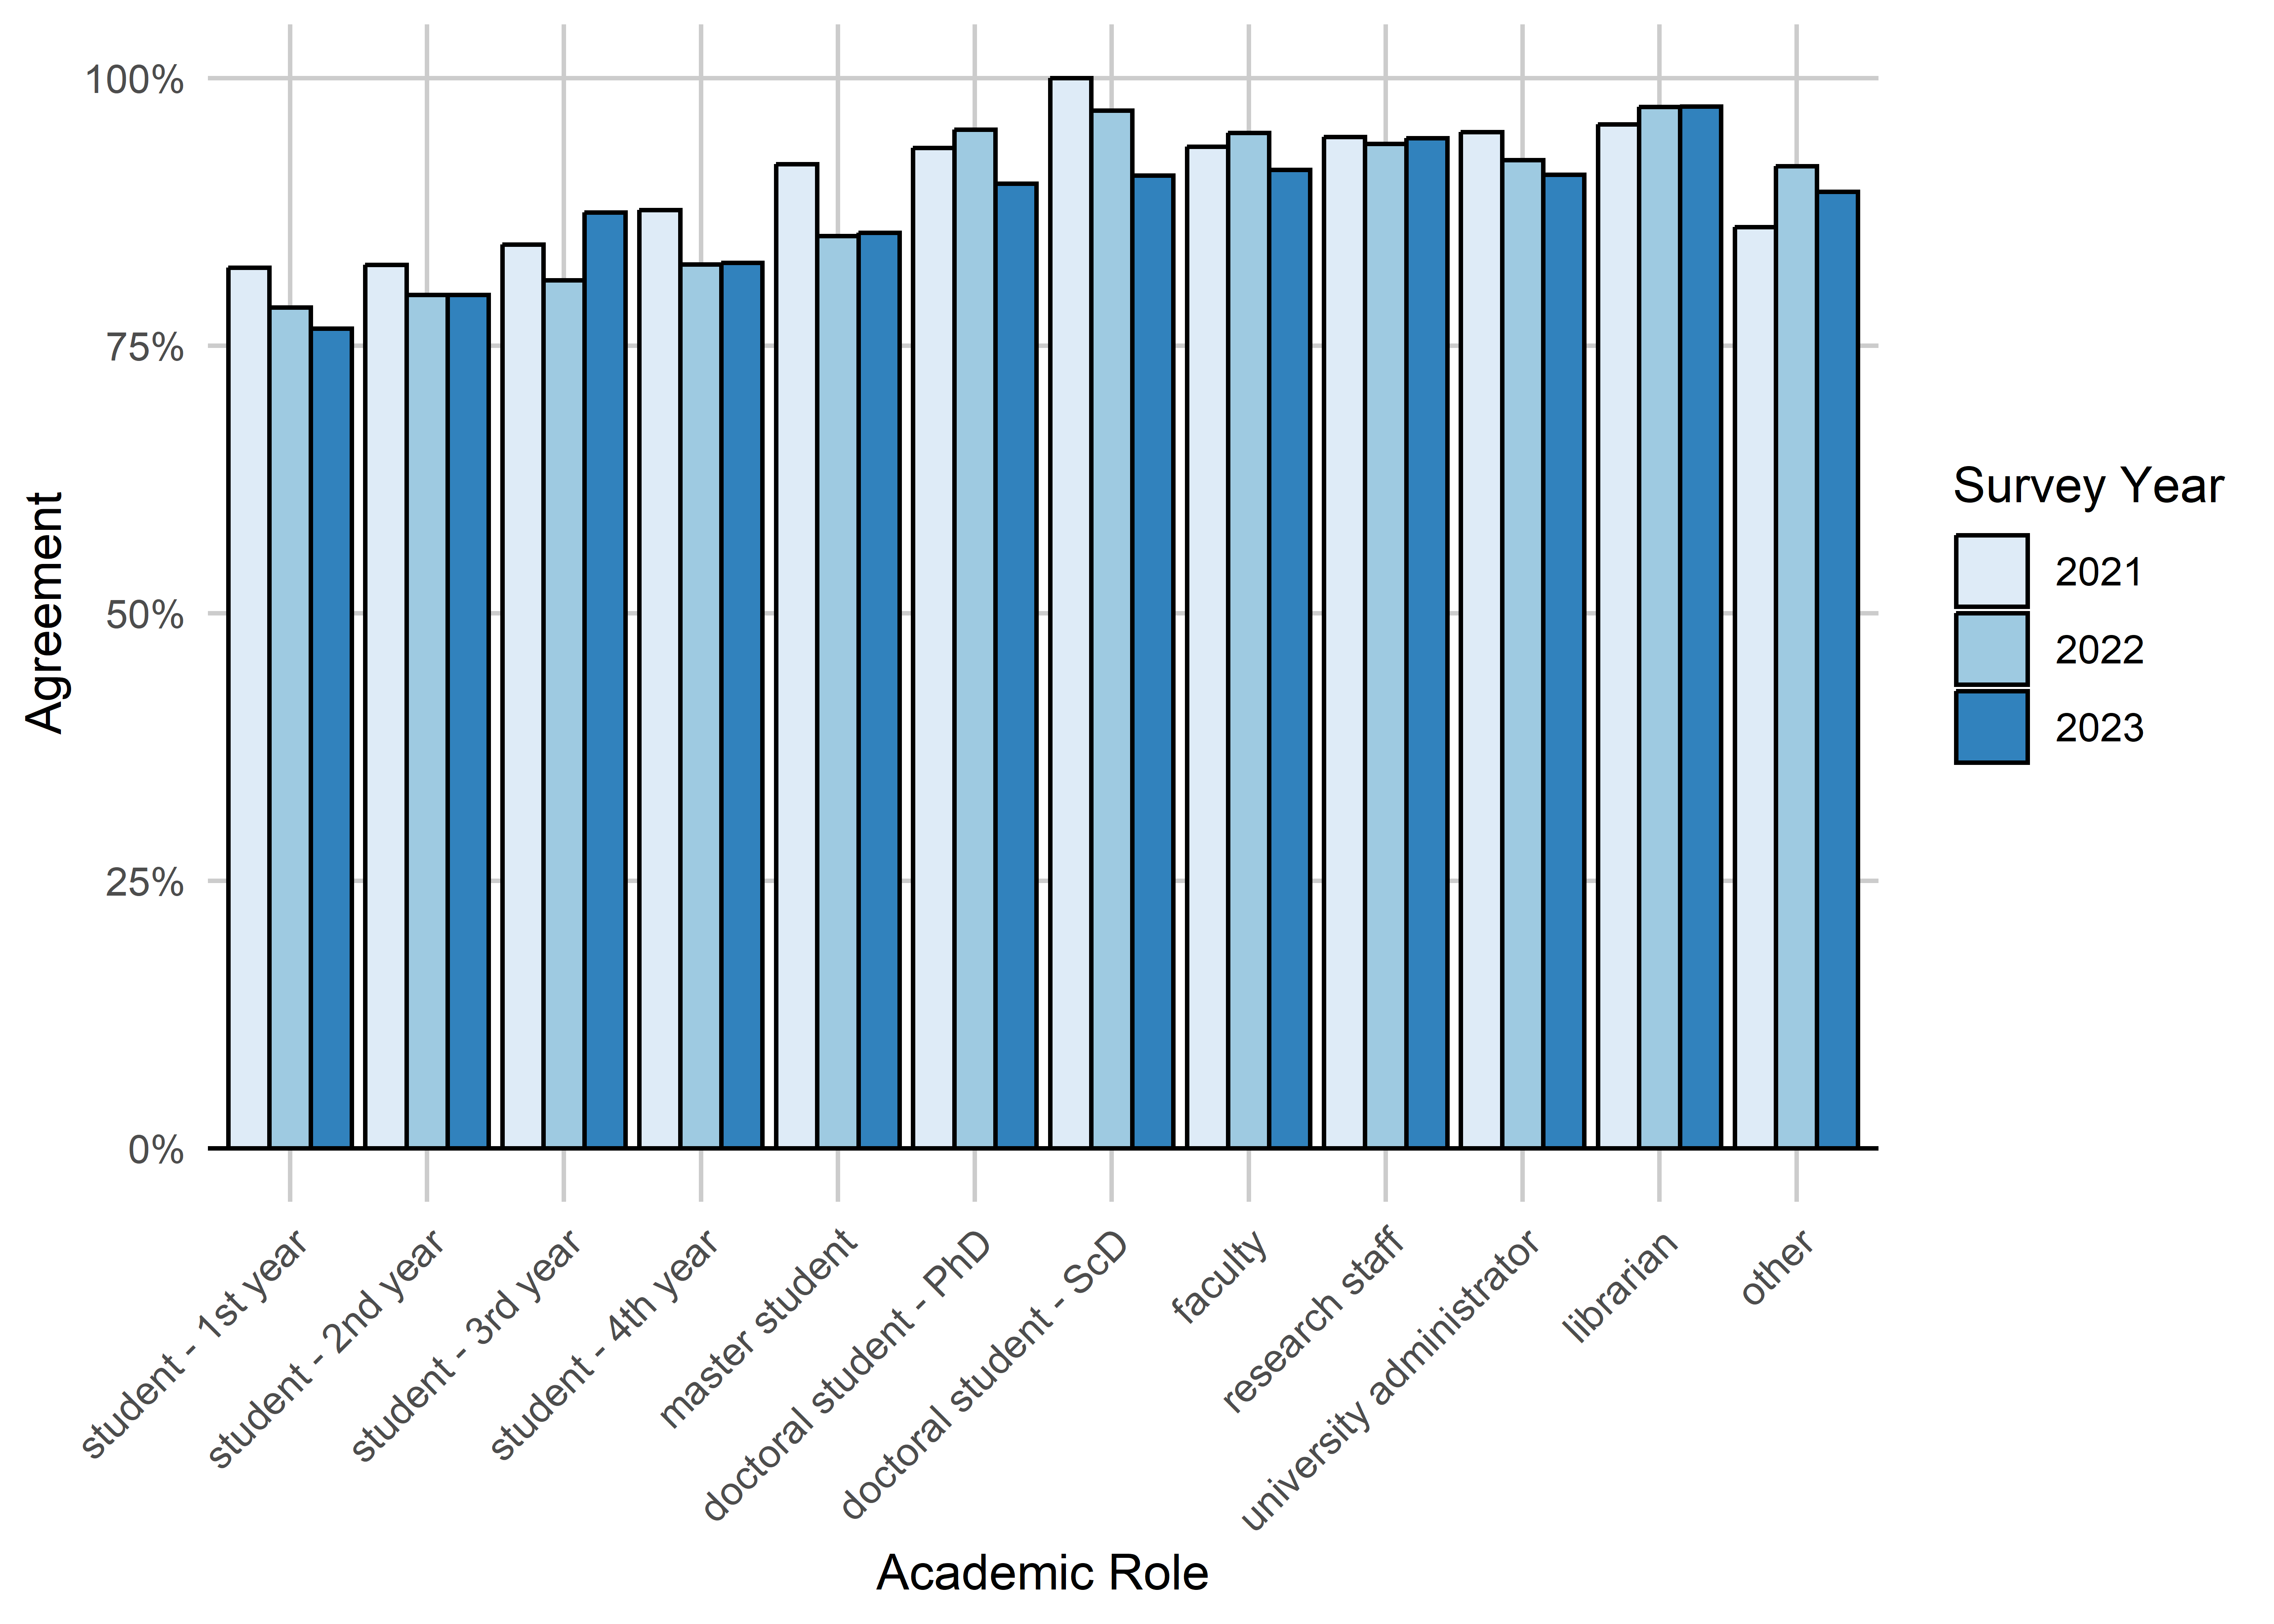 100%
75%
50%
25%
0%
Agreement
student - 1st year
student - 2nd year
student - 3rd year
student - 4th year
master student
doctoral student - PhD
doctoral student - ScD
faculty
research staff
university administrator
librarian
other
Academic Role
Survey Year
2021
2022
2023